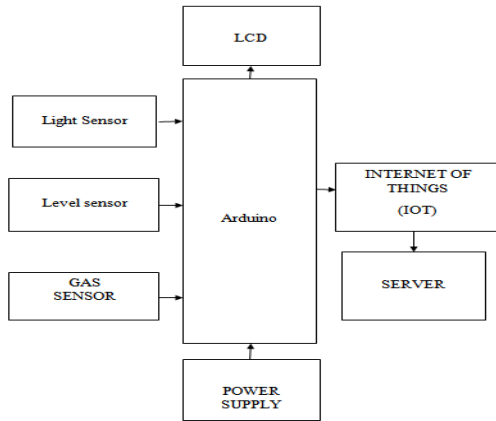 LCD
Light Sensor
Level sensor
GAS
SENSOR
Arduino
INTERNET OF
THINGS
(IOT)
SERVER
POWER
SUPPLY